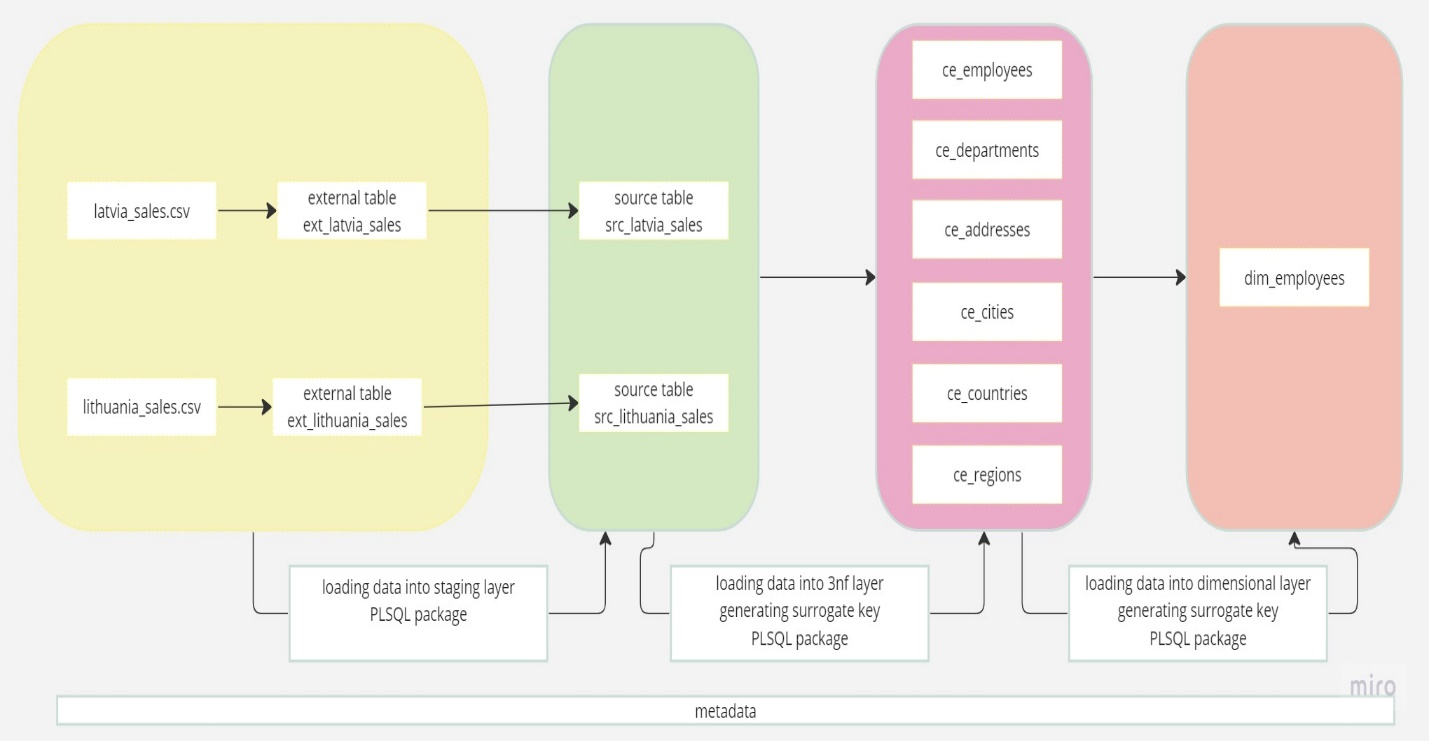 latvia_sales.csv
external table
ext_latvia_sales
lithuania_sales.csv
external table
ext_lithuania_sales
source table
src_latvia_sales
source table
src_lithuania_sales
ce_employees
ce_departments
ce_addresses
ce_cities
ce_countries
ce_regions
dim_employees
loading data into staging layer
PLSQL package
loading data into 3nf layer
generating surrogate key
PLSQL package
loading data into dimensional layer
generating surrogate key
PLSQL package
miro
metadata